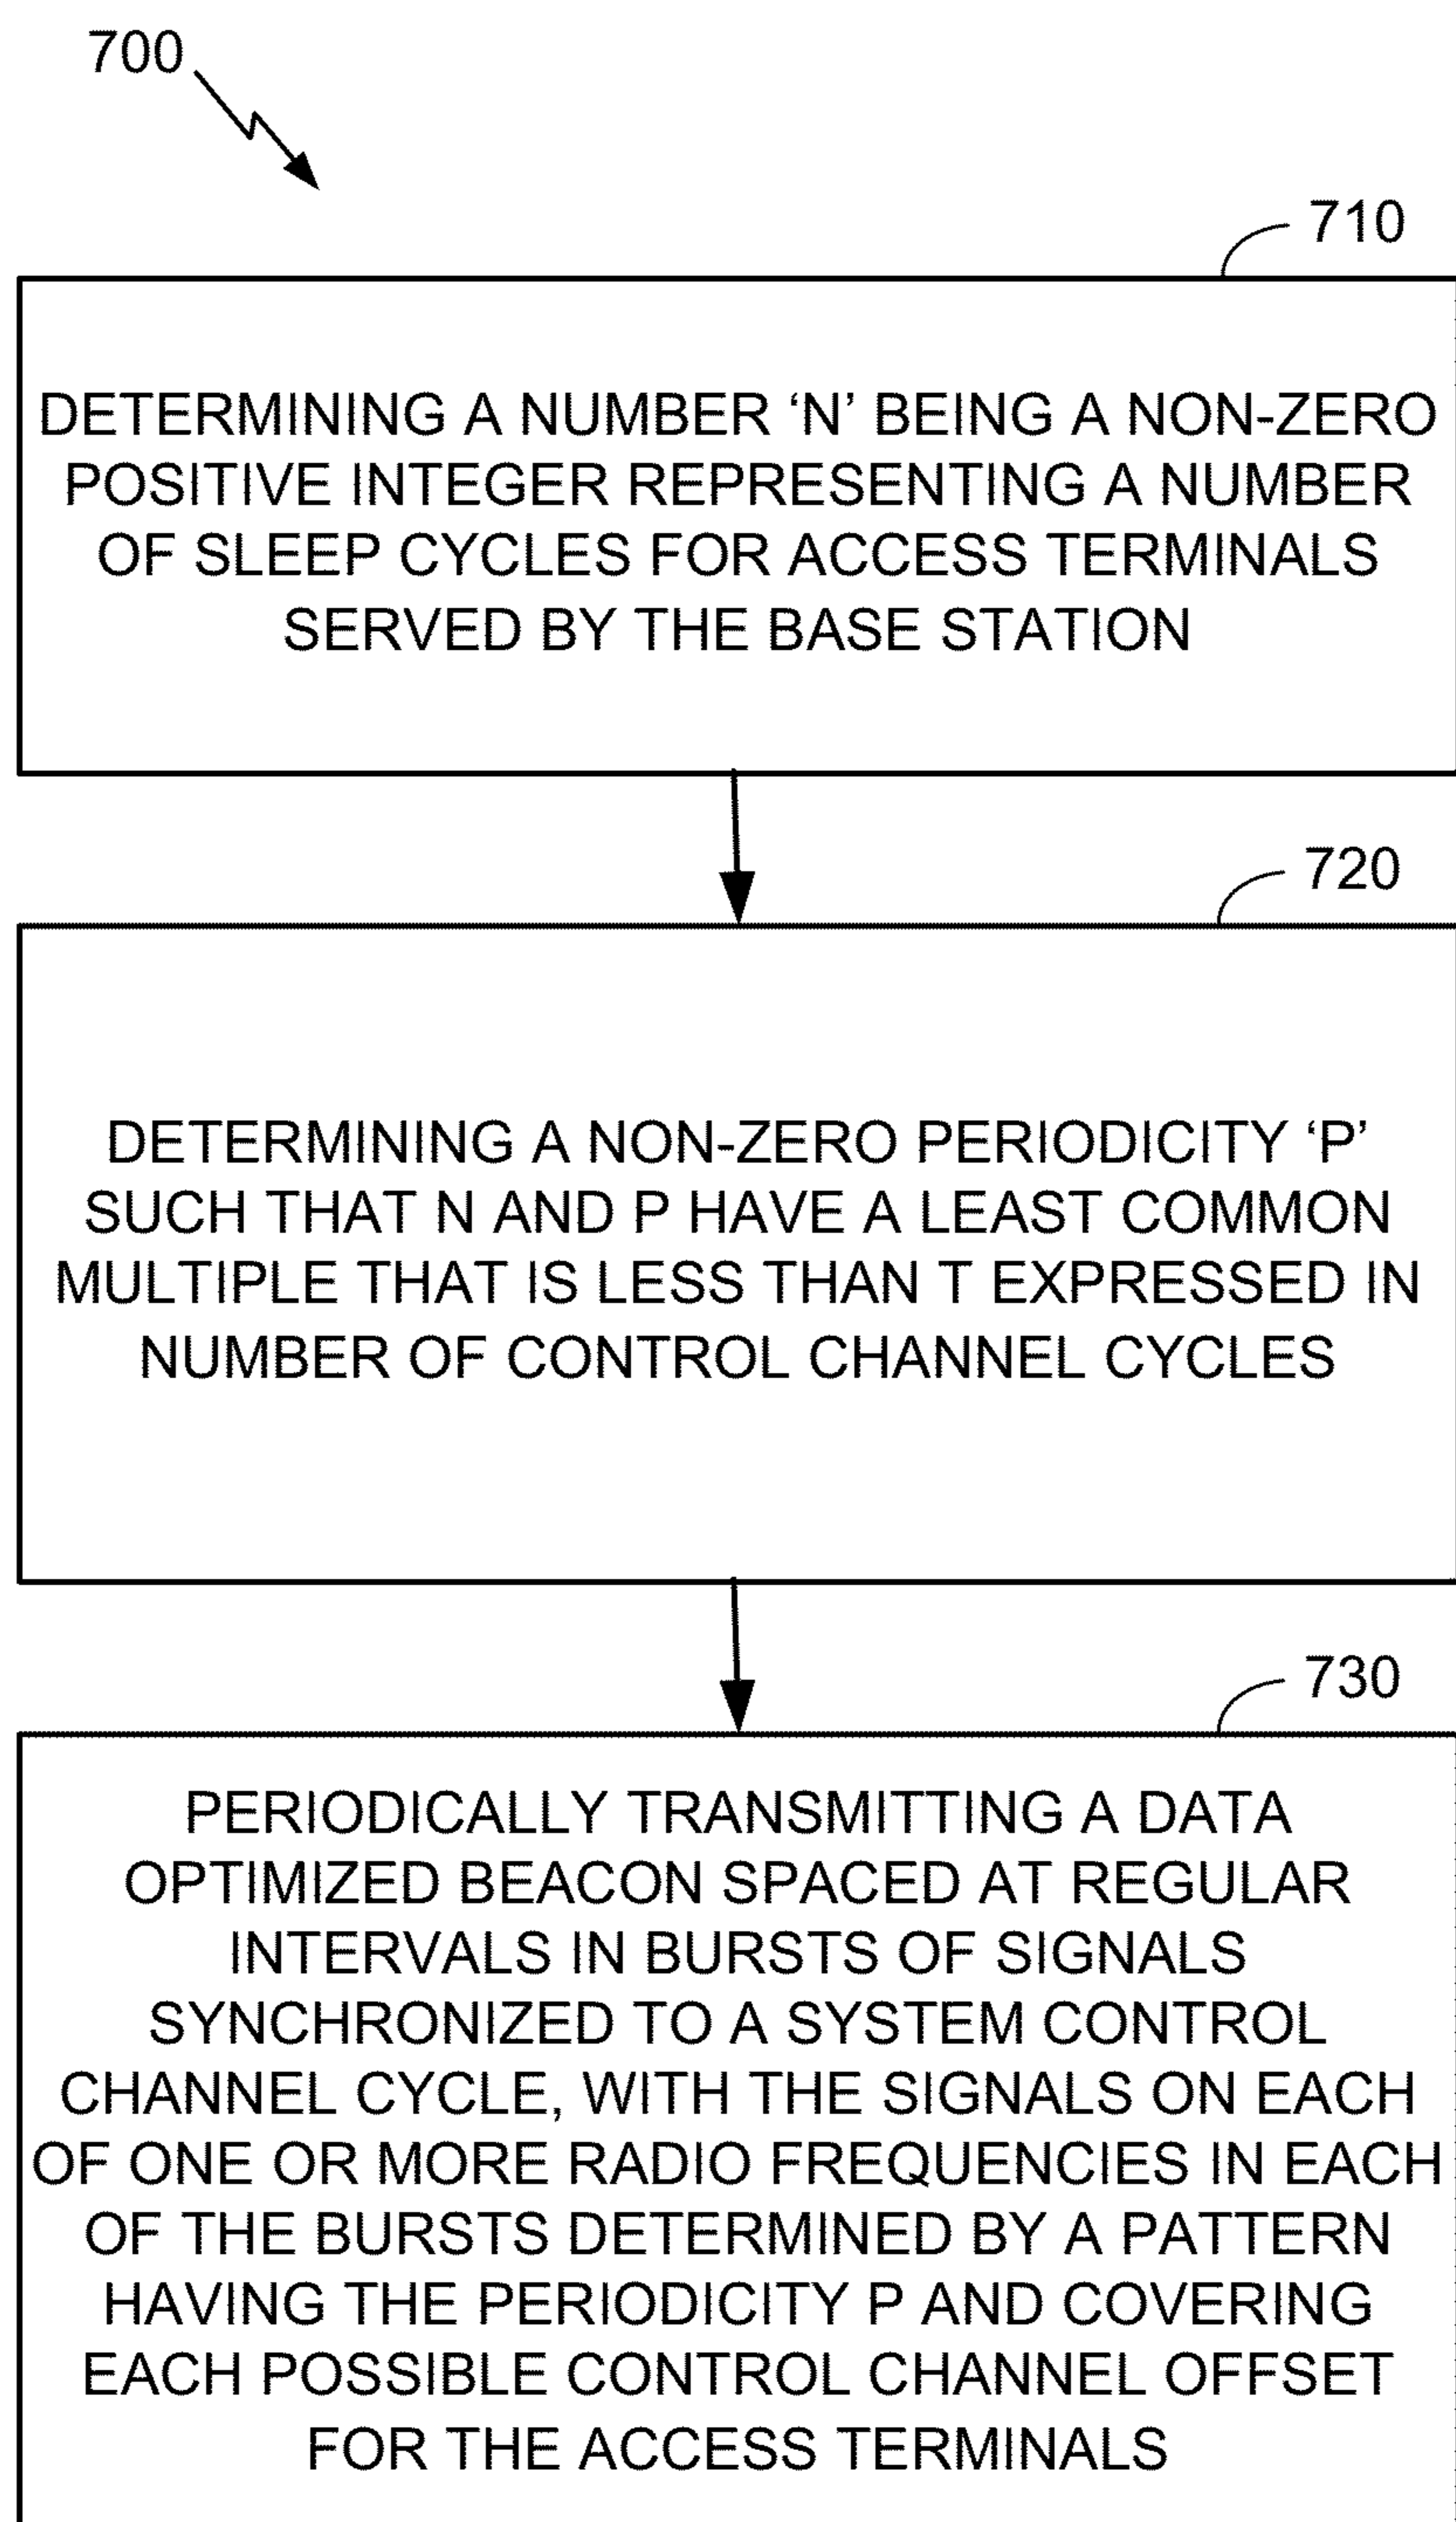 700
710
DETERMINING A NUMBER ‘N’ BEING A NON-ZERO
POSITIVE INTEGER REPRESENTING A NUMBER
OF SLEEP CYCLES FOR ACCESS TERMINALS
SERVED BY THE BASE STATION
720
DETERMINING A NON-ZERO PERIODICITY ‘P’
SUCH THAT N AND P HAVE A LEAST COMMON
MULTIPLE THAT IS LESS THAN T EXPRESSED IN
NUMBER OF CONTROL CHANNEL CYCLES
730
PERIODICALLY TRANSMITTING A DATA
OPTIMIZED BEACON SPACED AT REGULAR
INTERVALS IN BURSTS OF SIGNALS
SYNCHRONIZED TO A SYSTEM CONTROL
CHANNEL CYCLE, WITH THE SIGNALS ON EACH
OF ONE OR MORE RADIO FREQUENCIES IN EACH
OF THE BURSTS DETERMINED BY A PATTERN
HAVING THE PERIODICITY P AND COVERING
EACH POSSIBLE CONTROL CHANNEL OFFSET
FOR THE ACCESS TERMINALS